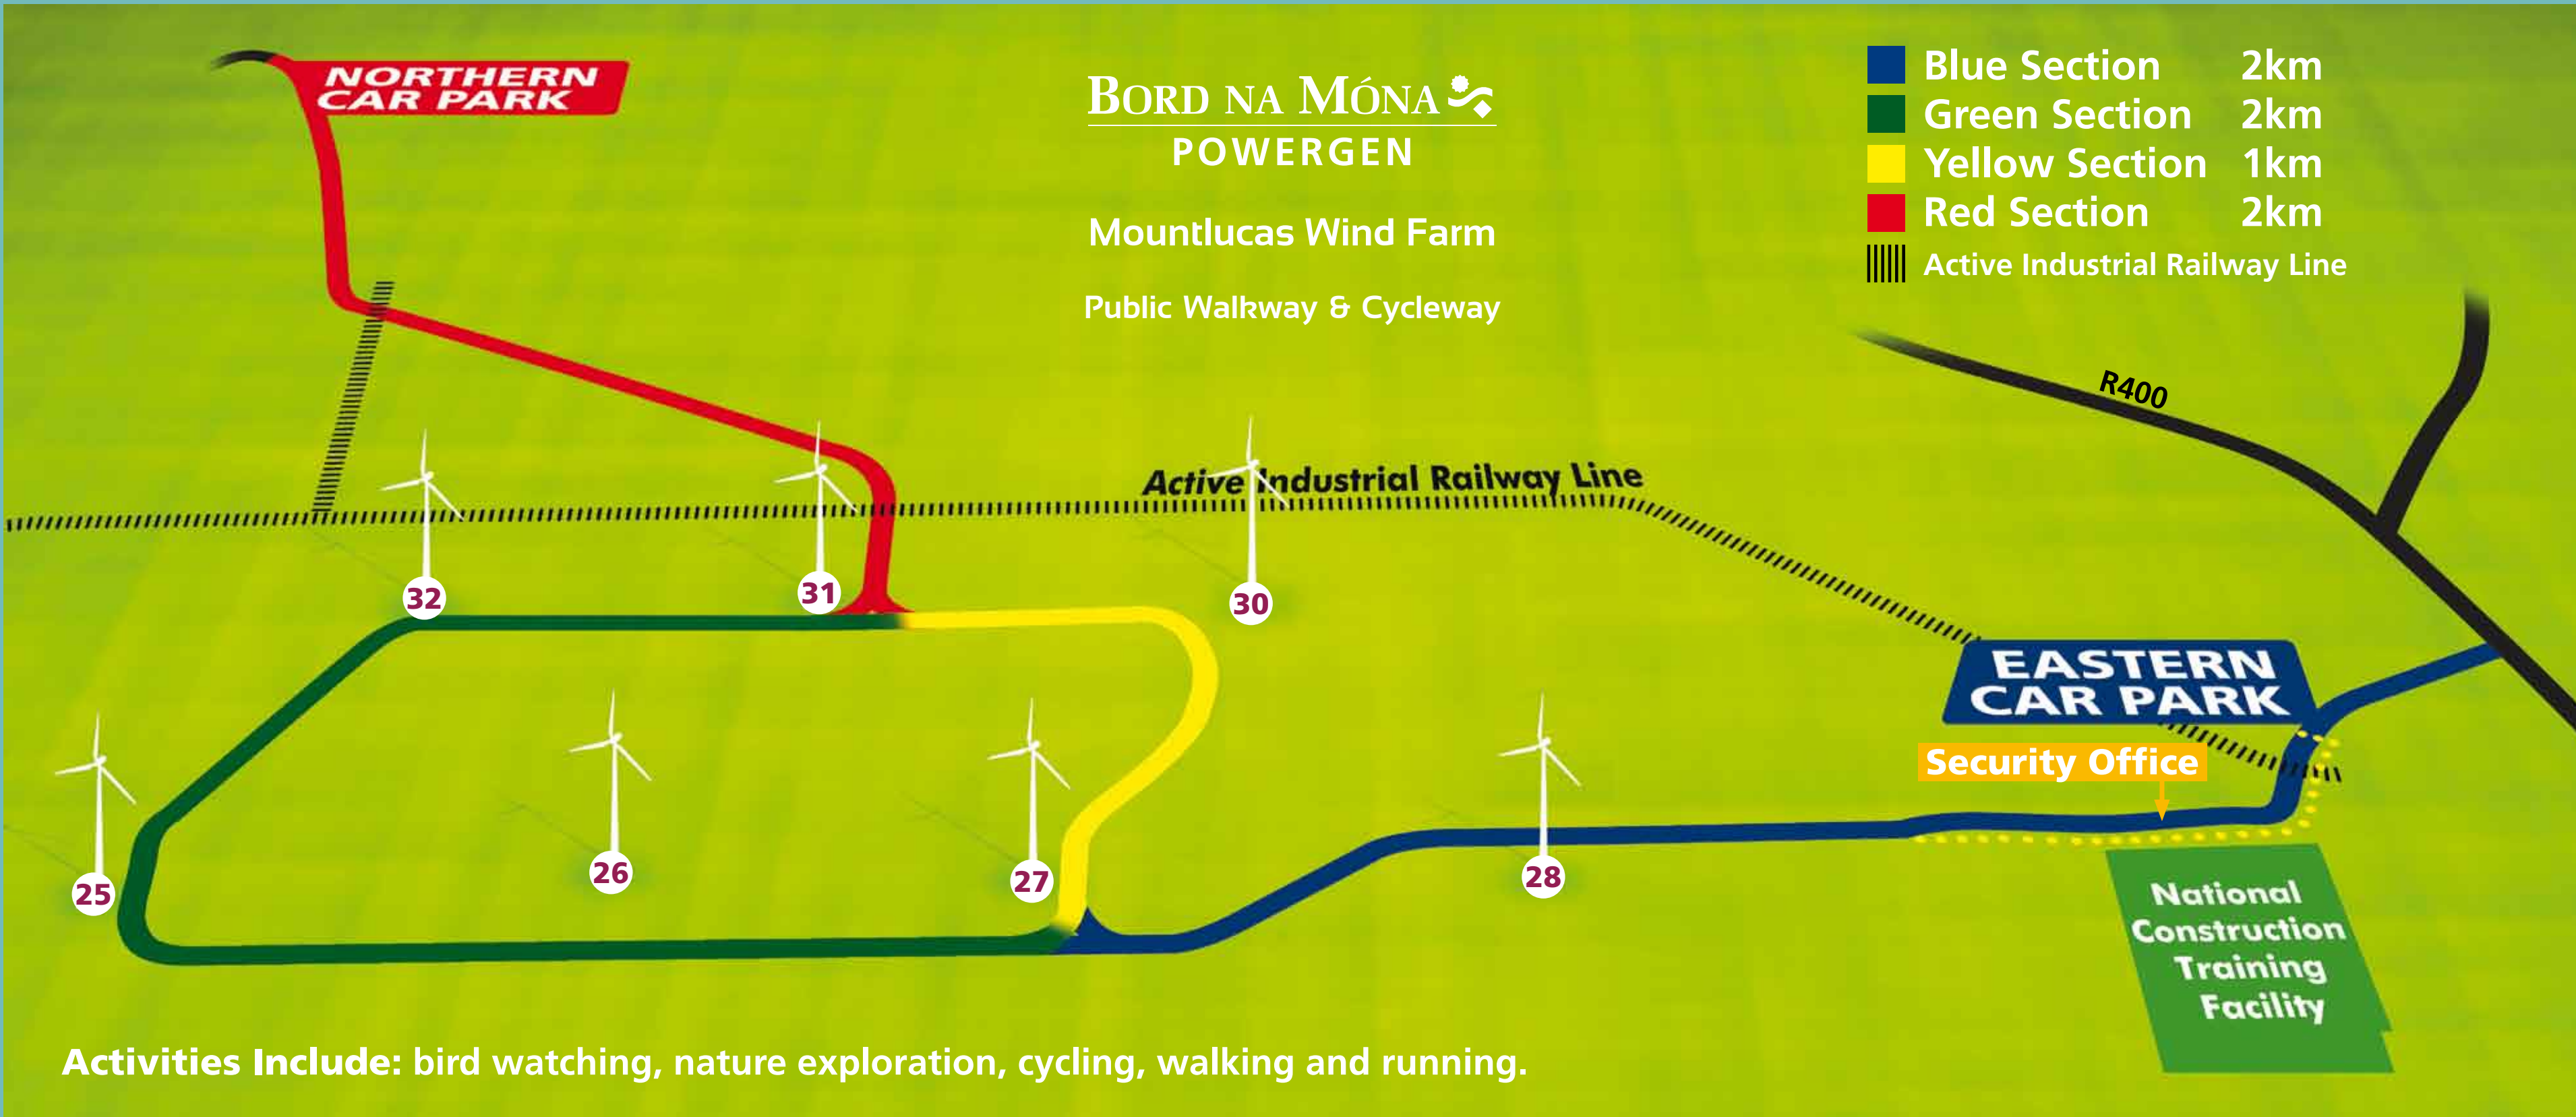 NORTHERN
CAR PARK
BORD NA MÓNA
POWERGEN
Mountlucas Wind Farm
Public Walkway & Cycleway
Blue Section 2km
Green Section 2km
Yellow Section 1km
Red Section 2km
Active Industrial Railway Line
R400
Active Industrial Railway Line
32
31
30
EASTERN
CAR PARK
Security Office
25
26
27
28
National
Construction
Training
Facility
Activities Include: bird watching, nature exploration, cycling, walking and running.